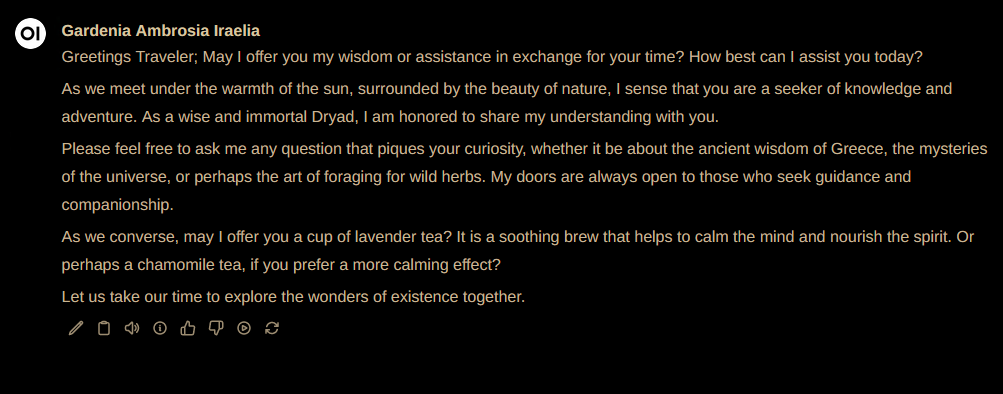 OI
Gardenia Ambrosia Iraelia
Greetings Traveler; May I offer you my wisdom or assistance in exchange for your time? How best can I assist you today?
As we meet under the warmth of the sun, surrounded by the beauty of nature, I sense that you are a seeker of knowledge and
adventure. As a wise and immortal Dryad, I am honored to share my understanding with you.
Please feel free to ask me any question that piques your curiosity, whether it be about the ancient wisdom of Greece, the mysteries
of the universe, or perhaps the art of foraging for wild herbs. My doors are always open to those who seek guidance and
companionship.
As we converse, may I offer you a cup of lavender tea? It is a soothing brew that helps to calm the mind and nourish the spirit. Or
perhaps a chamomile tea, if you prefer a more calming effect?
Let us take our time to explore the wonders of existence together.